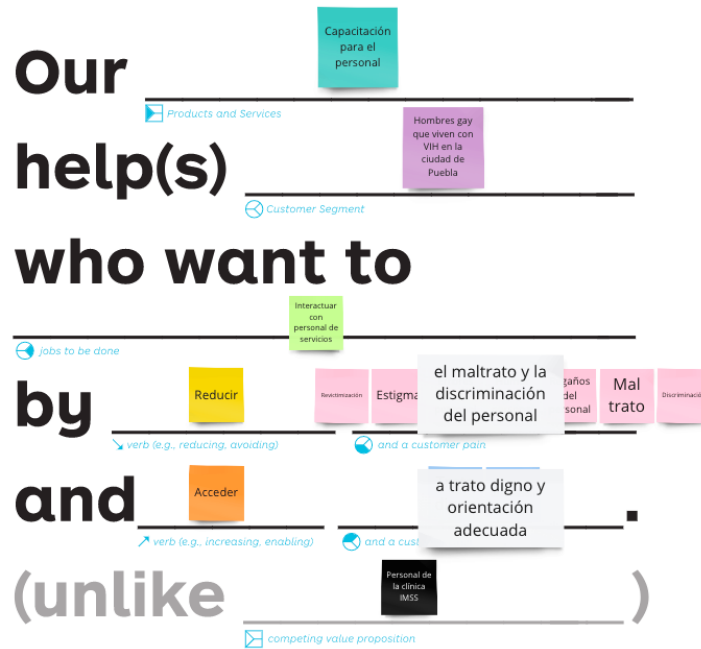 Our
Capacitación
para el
personal
Products and Services
help(s)
Hombres gay
que viven con
VIH en la
ciudad de
Puebla
Customer Segment
who want to
Interactuar
con
personal de
servicios
jobs to be done
by
Reducir
verb (e.g., reducing, avoiding)
Revictimización
el maltrato y la
discriminación
del personal
del
Mal
trato
and a customer pain
and
Acceder
verb (e.g., increasing, enabling)
a trato digno y
orientación
adecuada
.
and a
(unlike
Personal de
la clínica
IMSS
)
competing value proposition